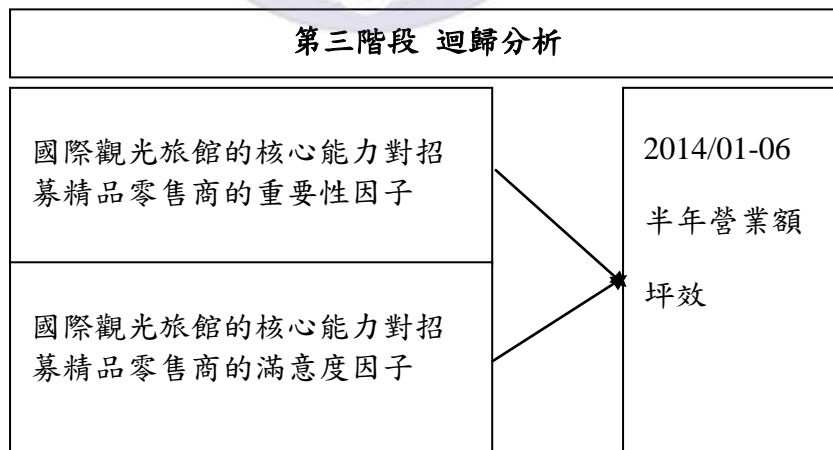 第三階段 迴歸分析
國際觀光旅館的核心能力對招
募精品零售商的重要性因子
國際觀光旅館的核心能力對招
募精品零售商的滿意度因子
2014/01-06
半年營業額
坪效